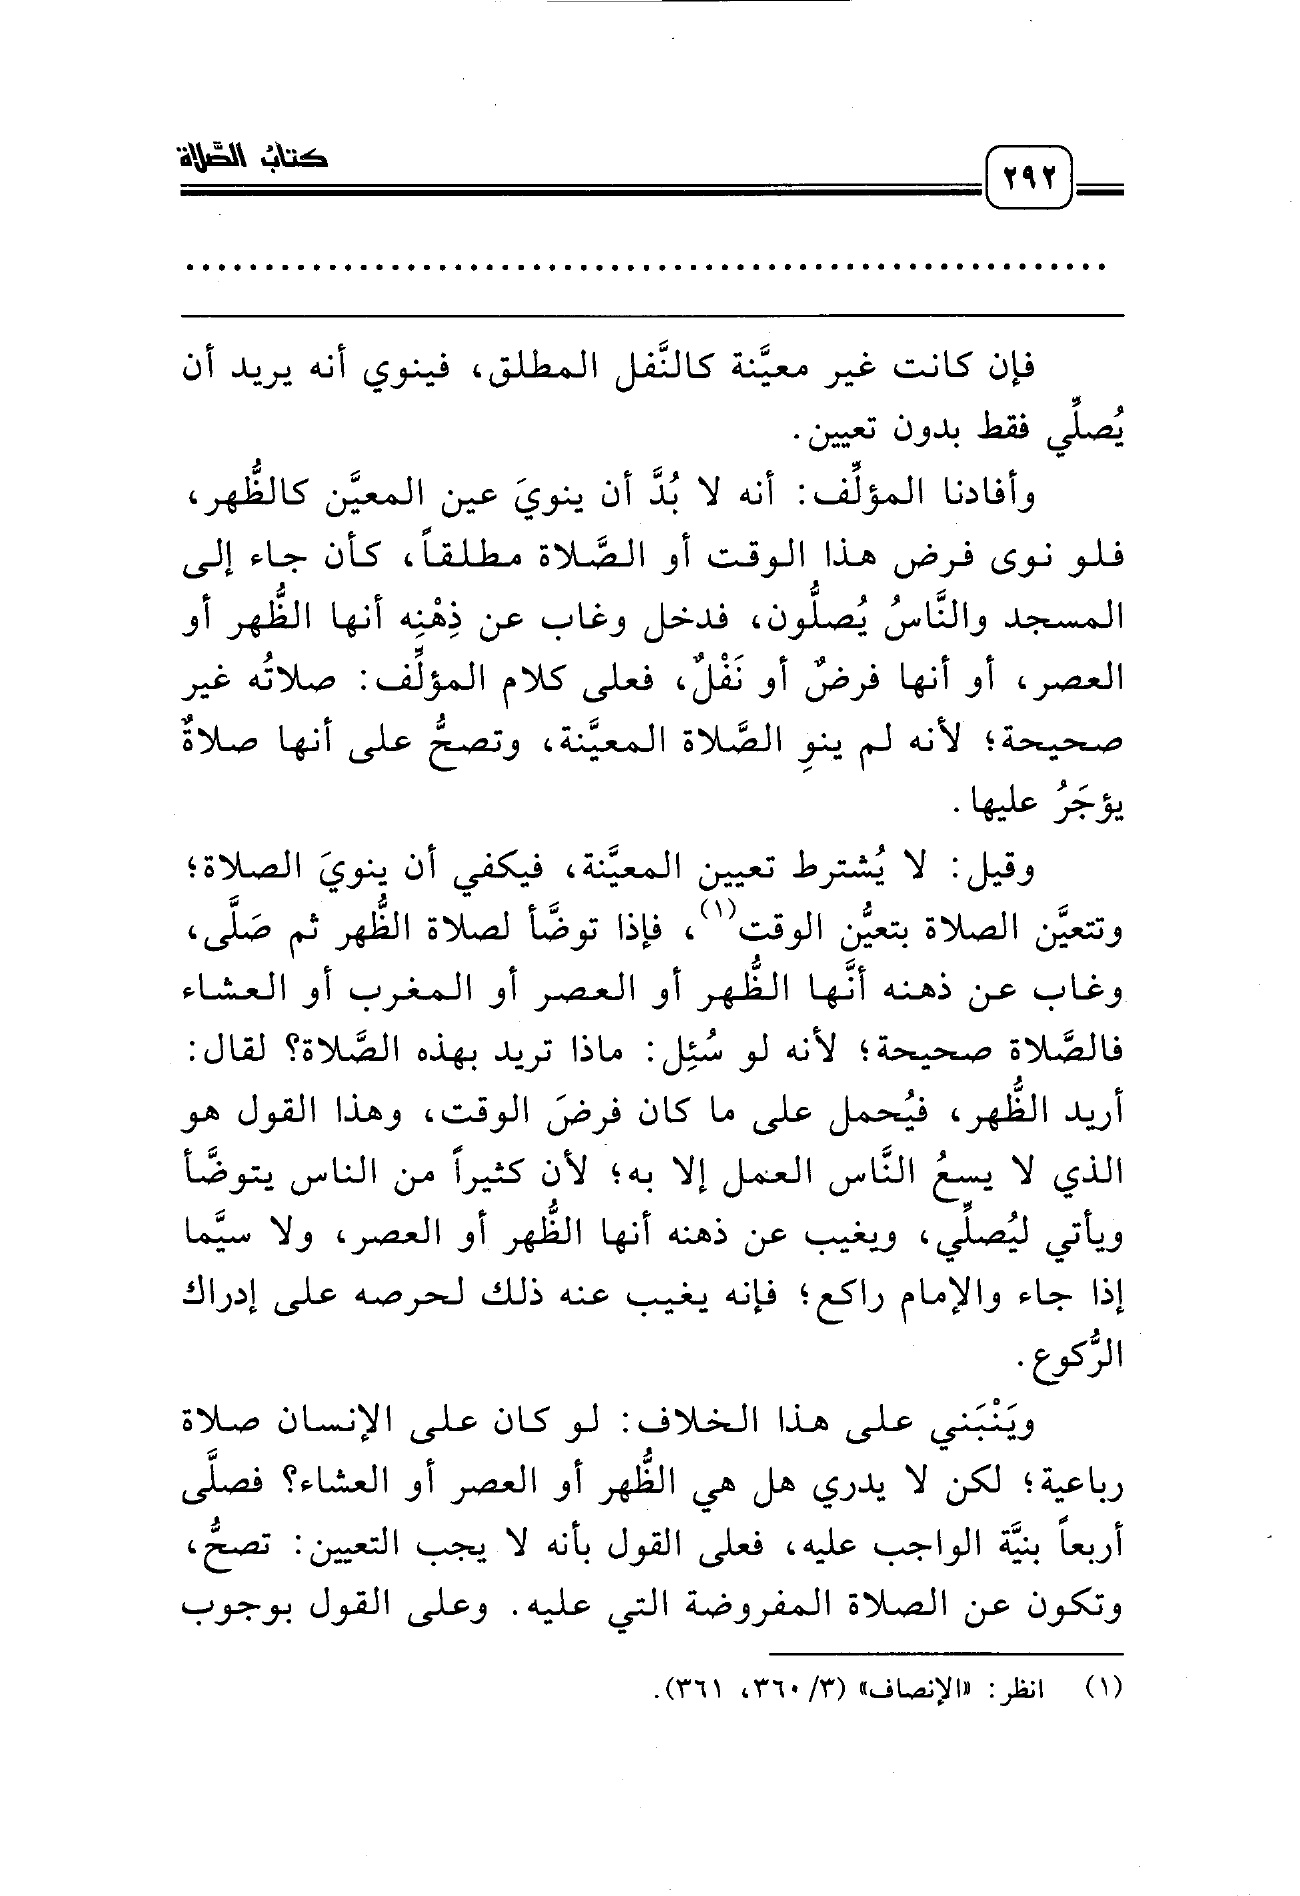 كتاب الصَّلاة
٢٩٢
فإن كانت غير معيَّنة كالنَّفل المطلق، فينوي أنه يريد أن
يُصلِّي فقط بدون تعيين.
وأفادنا المؤلِّف: أنه لا بُدَّ أن ينويَ عين المعيَّن كالظُّهر،
فلو نوى فرض هذا الوقت أو الصَّلاة مطلقاً، كأن جاء إلى
المسجد والنَّاسُ يُصلُّون، فدخل وغاب عن ذِهْنِه أنها الظُّهر أو
العصر، أو أنها فرضٌ أو نَفْلٌ، فعلى كلام المؤلِّف: صلاتُه غير
صحيحة؛ لأنه لم ينوِ الصَّلاة المعيَّنة، وتصحُّ على أنها صلاةٌ
يؤجَرُ عليها.
وقيل: لا يُشترط تعيين المعيَّنة، فيكفي أن ينويَ الصلاة؛
وتتعيَّن الصلاة بتعيُّن الوقت(١)، فإذا توضَّأ لصلاة الظُّهر ثم صَلَّى،
وغاب عن ذهنه أنَّها الظُّهر أو العصر أو المغرب أو العشاء
فالصَّلاة صحيحة؛ لأنه لو سُئِل: ماذا تريد بهذه الصَّلاة؟ لقال:
أريد الظُّهر، فيُحمل على ما كان فرضَ الوقت، وهذا القول هو
الذي لا يسعُ النَّاس العمل إلا به؛ لأن كثيراً من الناس يتوضَّأ
ويأتي ليُصلِّي، ويغيب عن ذهنه أنها الظُّهر أو العصر، ولا سيَّما
إذا جاء والإمام راكع؛ فإنه يغيب عنه ذلك لحرصه على إدراك
الرُّكوع.
ويَنْبَني على هذا الخلاف: لو كان على الإنسان صلاة
رباعية؛ لكن لا يدري هل هي الظُّهر أو العصر أو العشاء؟ فصلَّى
أربعاً بنيَّة الواجب عليه، فعلى القول بأنه لا يجب التعيين: تصحُّ،
وتكون عن الصلاة المفروضة التي عليه. وعلى القول بوجوب
(١) انظر: «الإنصاف» (٣/ ٣٦٠، ٣٦١).